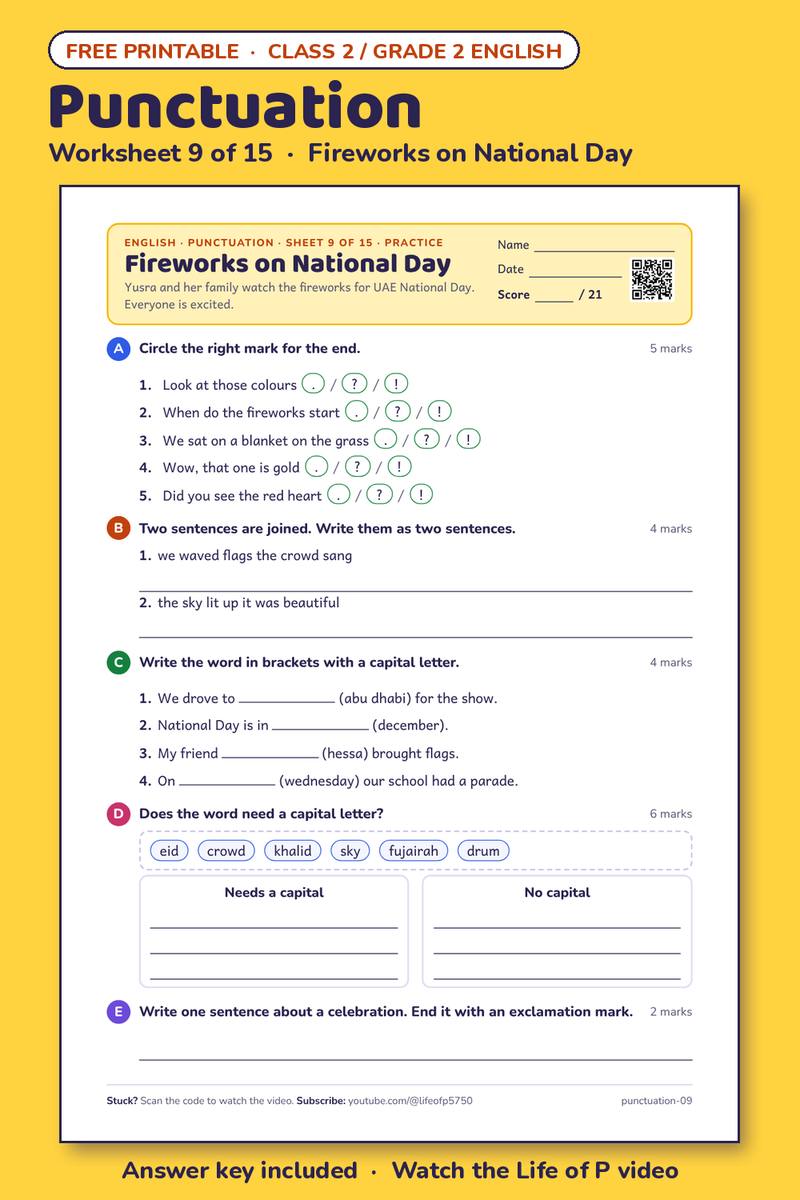 FREE PRINTABLE · CLASS 2 / GRADE 2 ENGLISH
Punctuation
Worksheet 9 of 15 · Fireworks on National Day
ENGLISH · PUNCTUATION · SHEET 9 OF 15 · PRACTICE
Fireworks on National Day
Yusra and her family watch the fireworks for UAE National Day.
Everyone is excited.
Name
Date
Score / 21
A Circle the right mark for the end. 5 marks
1. Look at those colours . / ? / !
2. When do the fireworks start . / ? / !
3. We sat on a blanket on the grass . / ? / !
4. Wow, that one is gold . / ? / !
5. Did you see the red heart . / ? / !
B Two sentences are joined. Write them as two sentences. 4 marks
1. we waved flags the crowd sang
2. the sky lit up it was beautiful
C Write the word in brackets with a capital letter. 4 marks
1. We drove to ____________ (abu dhabi) for the show.
2. National Day is in ____________ (december).
3. My friend ____________ (hessa) brought flags.
4. On ____________ (wednesday) our school had a parade.
D Does the word need a capital letter? 6 marks
eid crowd khalid sky fujairah drum
Needs a capital No capital
E Write one sentence about a celebration. End it with an exclamation mark. 2 marks
Stuck? Scan the code to watch the video. Subscribe: youtube.com/@lifeofp5750 punctuation-09
Answer key included · Watch the Life of P video